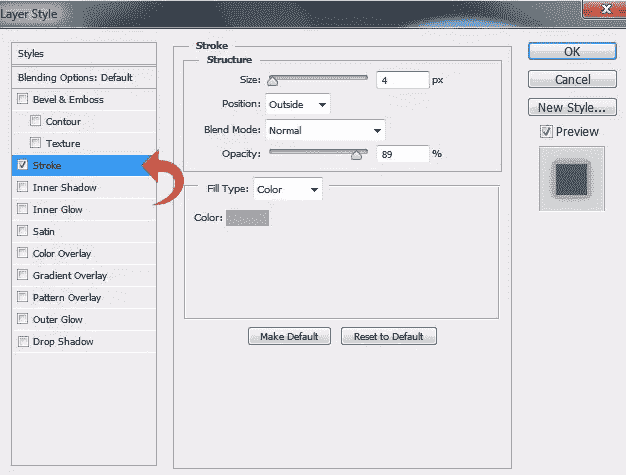 Layer Style
Styles
Blending Options: Default
Bevel & Emboss
Contour
Texture
Stroke
Inner Shadow
Inner Glow
Satin
Color Overlay
Gradient Overlay
Pattern Overlay
Outer Glow
Drop Shadow
Stroke
Structure
Size: 4 px
Position: Outside
Blend Mode: Normal
Opacity: 89 %
Fill Type: Color
Color:
Make Default Reset to Default
OK
Cancel
New Style...
Preview